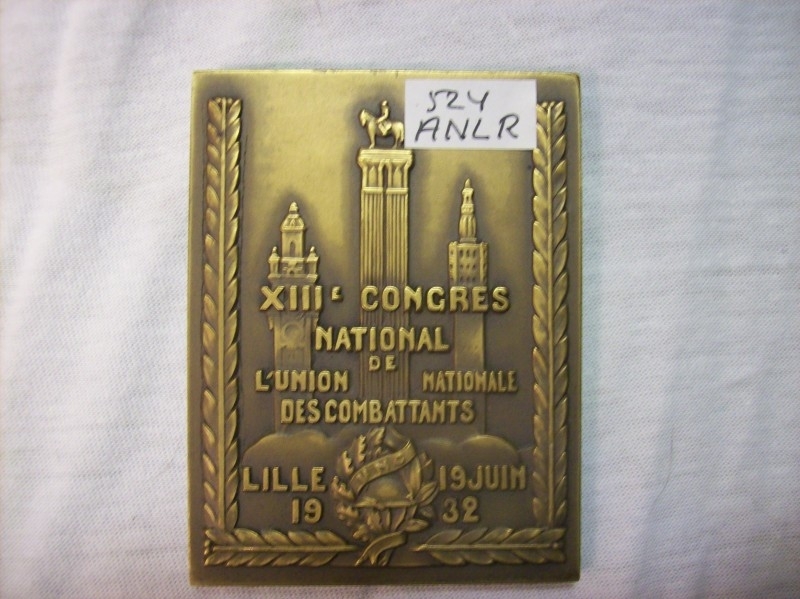 524
ANLR
XIIIE CONGRES
NATIONAL
DE
L'UNION NATIONALE
DES COMBATTANTS
LILLE 19 JUIN
19 32